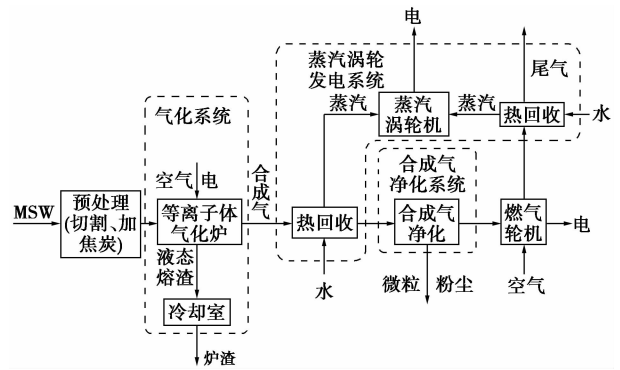 电
蒸汽涡轮
发电系统
尾气
蒸汽
蒸汽
涡轮机
蒸汽
热回收
水
气化系统
合成气
合成气
净化系统
空气
电
MSW
预处理
(切割、加
焦炭)
等离子体
气化炉
热回收
合成气
净化
燃气
轮机
电
液态
熔渣
水
微粒
粉尘
空气
冷却室
炉渣